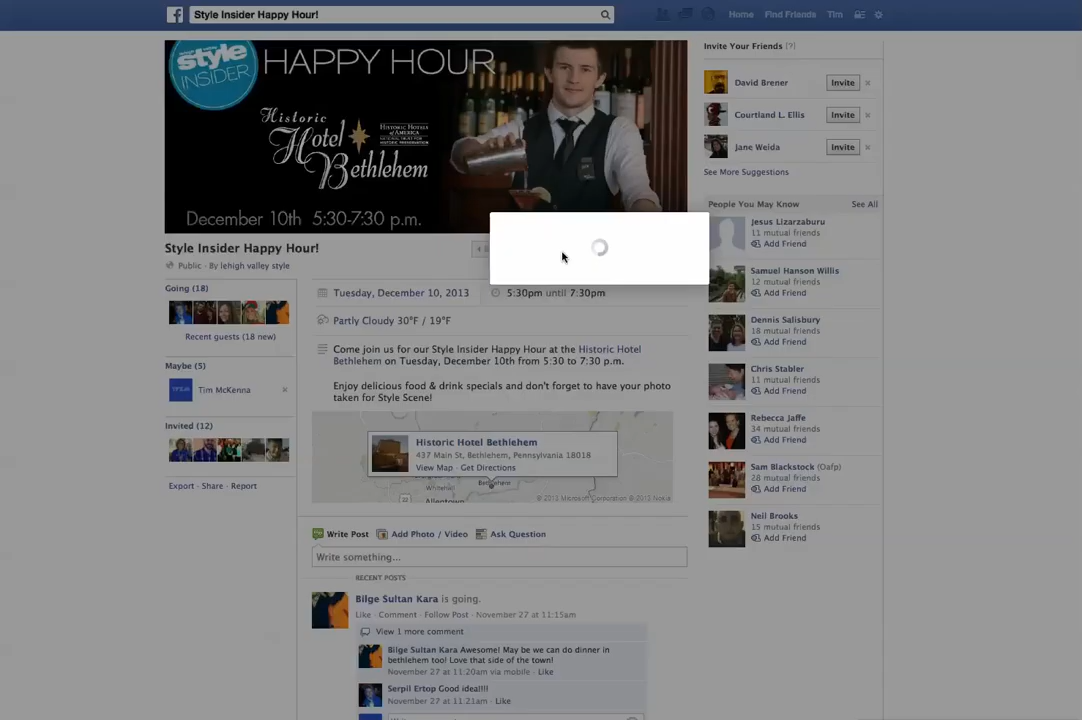 Style Insider Happy Hour!
Home
Find Friends
Tim
style
INSIDER
HAPPY HOUR
Historic
Hotel
Bethlehem
HISTORIC HOTELS
of AMERICA
December 10th 5:30-7:30 p.m.
Style Insider Happy Hour!
Public · By lehigh valley style
Going (18)
Recent guests (18 new)
Maybe (5)
Tim McKenna
Invited (12)
Export · Share · Report
Tuesday, December 10, 2013
5:30pm until 7:30pm
Partly Cloudy 30°F / 19°F
Come join us for our Style Insider Happy Hour at the Historic Hotel
Bethlehem on Tuesday, December 10th from 5:30 to 7:30 p.m.
Enjoy delicious food & drink specials and don't forget to have your photo
taken for Style Scene!
Historic Hotel Bethlehem
437 Main St, Bethlehem, Pennsylvania 18018
View Map · Get Directions
Whitehall
Bethlehem
Allentown
22
© 2013 Microsoft Corporation © 2013 Nokia
Write Post
Add Photo / Video
Ask Question
Write something...
RECENT POSTS
Bilge Sultan Kara is going.
Like · Comment · Follow Post · November 27 at 11:15am
View 1 more comment
Bilge Sultan Kara Awesome! May be we can do dinner in
bethlehem too! Love that side of the town!
November 27 at 11:20am via mobile · Like
Serpil Ertop Good idea!!!!
November 27 at 11:21am · Like
Invite Your Friends [?]
David Brener
Invite
Courtland L. Ellis
Invite
Jane Weida
Invite
See More Suggestions
People You May Know
See All
Jesus Lizarzaburu
11 mutual friends
Add Friend
Samuel Hanson Willis
12 mutual friends
Add Friend
Dennis Salisbury
18 mutual friends
Add Friend
Chris Stabler
11 mutual friends
Add Friend
Rebecca Jaffe
34 mutual friends
Add Friend
Sam Blackstock (Oafp)
28 mutual friends
Add Friend
Neil Brooks
15 mutual friends
Add Friend